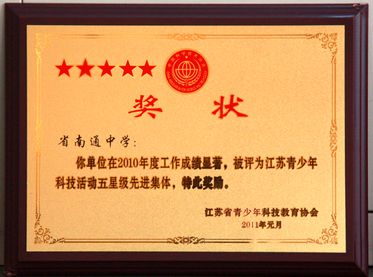 奖状
省南通中学：
你单位在2010年度工作成绩显著，被评为江苏青少年
科技活动五星级先进集体，特此奖励。
江苏省青少年科技教育协会
2011年元月